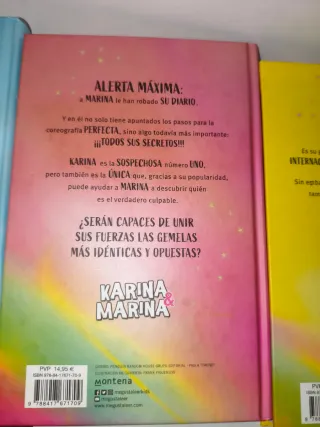 ALERTA MÁXIMA:
a MARINA le han robado SU DIARIO.
Y en él no solo tiene apuntados los pasos para la
coreografía PERFECTA, sino algo todavía más importante:
¡¡¡TODOS SUS SECRETOS!!!
KARINA es la SOSPECHOSA número UNO,
pero también es la ÚNICA que, gracias a su popularidad,
puede ayudar a MARINA a descubrir quién
es el verdadero culpable.
¿SERÁN CAPACES DE UNIR
SUS FUERZAS LAS GEMELAS
MÁS IDÉNTICAS Y OPUESTAS?
KARINA
&
MARINA
PVP 14,95 €
montena
En su
INTERNA